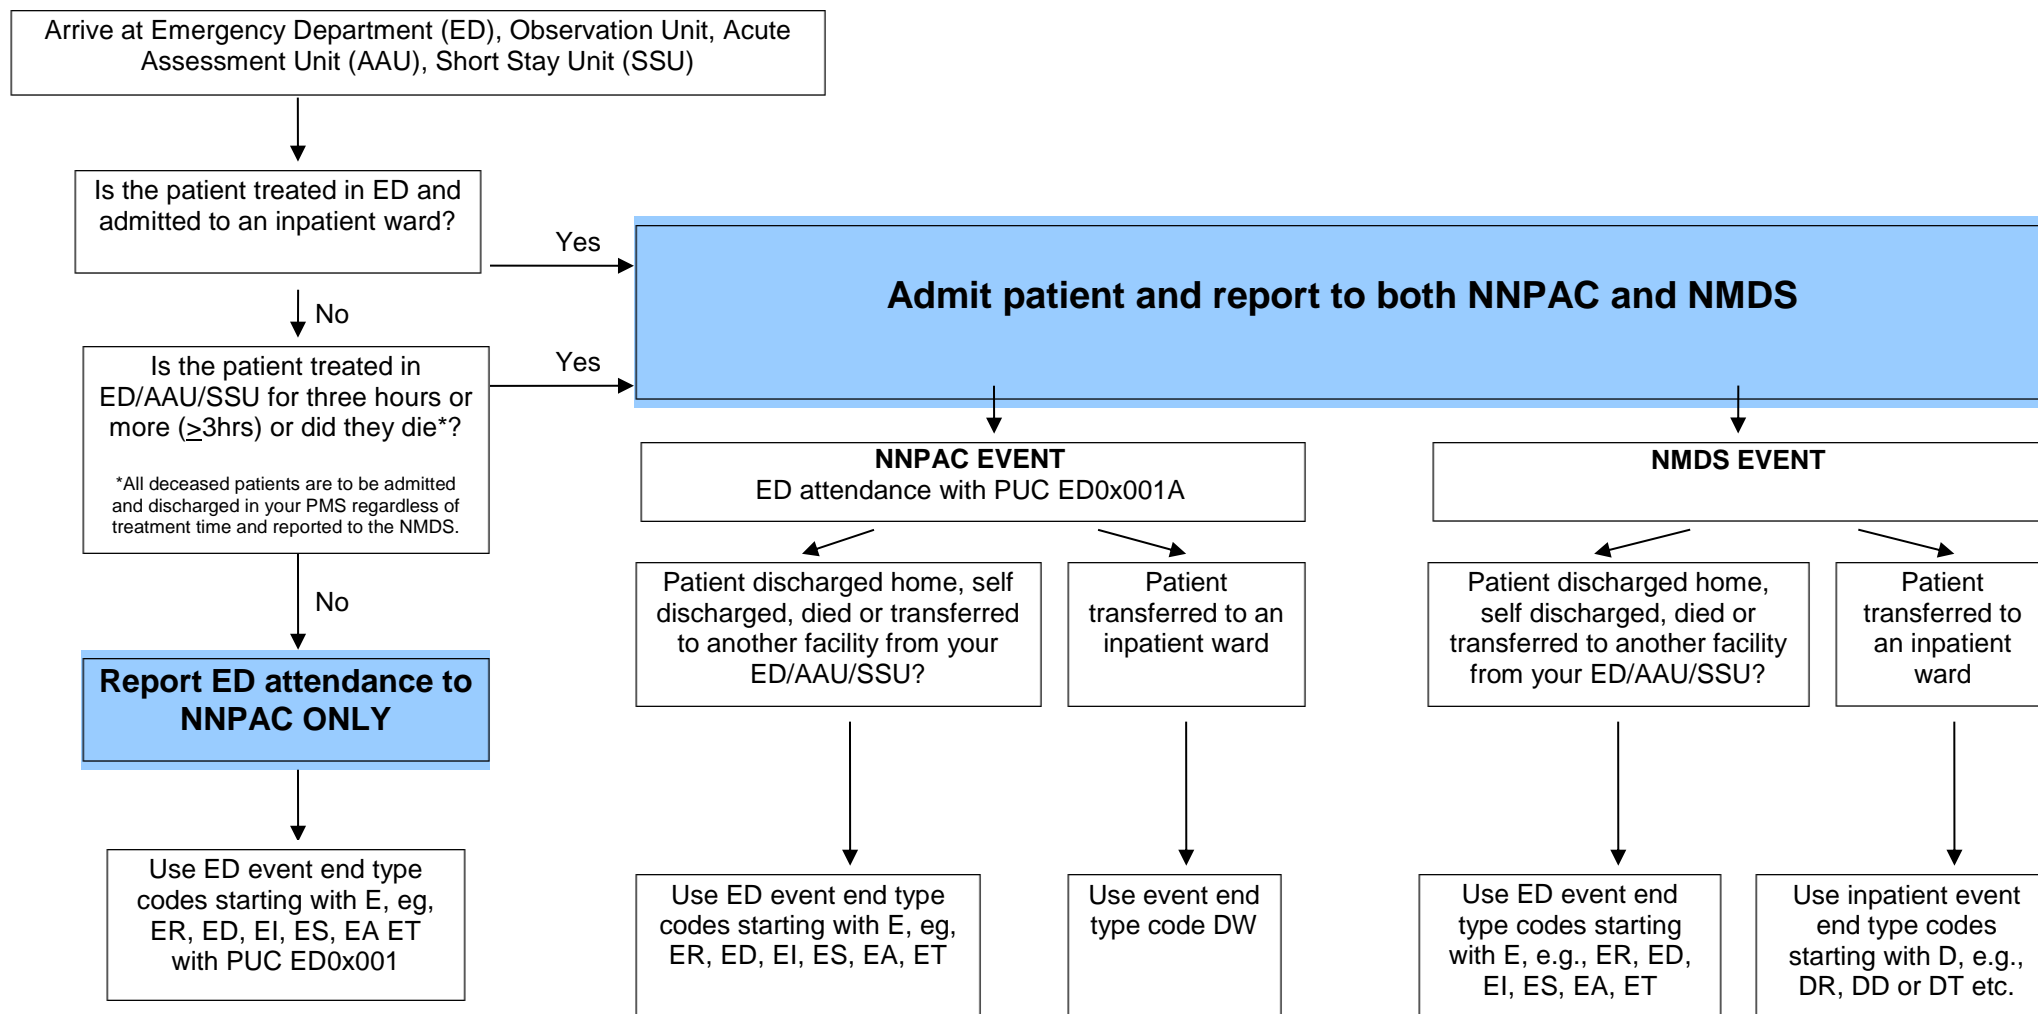 Arrive at Emergency Department (ED), Observation Unit, Acute
Assessment Unit (AAU), Short Stay Unit (SSU)
Is the patient treated in ED and
admitted to an inpatient ward?
Yes
Admit patient and report to both NNPAC and NMDS
No
Is the patient treated in
ED/AAU/SSU for three hours or
more (≥3hrs) or did they die*?
*All deceased patients are to be admitted
and discharged in your PMS regardless of
treatment time and reported to the NMDS.
Yes
No
Report ED attendance to
NNPAC ONLY
Use ED event end type
codes starting with E, eg,
ER, ED, EI, ES, EA ET
with PUC ED0x001
NNPAC EVENT
ED attendance with PUC ED0x001A
Patient discharged home, self
discharged, died or transferred
to another facility from your
ED/AAU/SSU?
Use ED event end type
codes starting with E, eg,
ER, ED, EI, ES, EA, ET
Patient
transferred to an
inpatient ward
Use event end
type code DW
NMDS EVENT
Patient discharged home,
self discharged, died or
transferred to another facility
from your ED/AAU/SSU?
Use ED event end
type codes starting
with E, e.g., ER, ED,
EI, ES, EA, ET
Patient
transferred to
an inpatient
ward
Use inpatient event
end type codes
starting with D, e.g.,
DR, DD or DT etc.